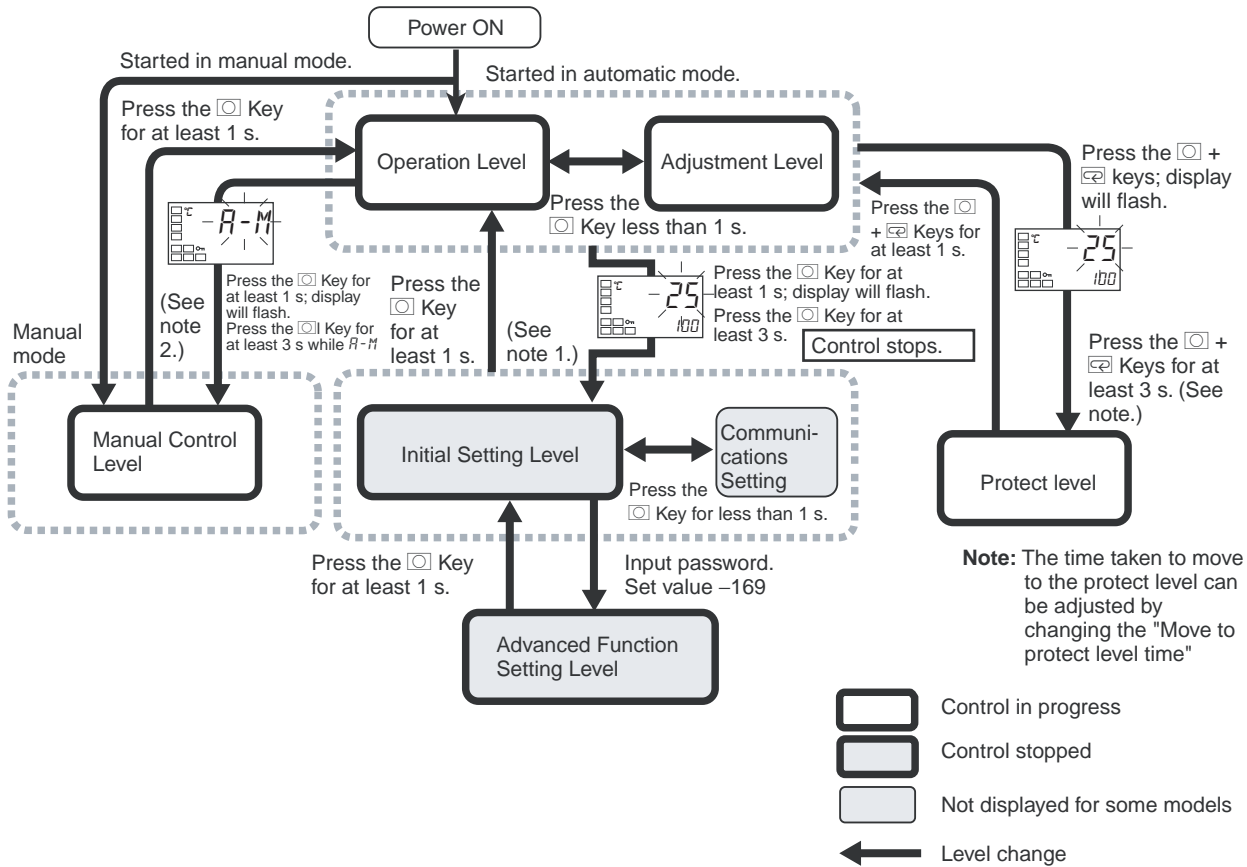 Power ON
Started in manual mode.
Started in automatic mode.
Press the Key
for at least 1 s.
Operation Level
Adjustment Level
Press the +
keys; display
will flash.
Press the
Key less than 1 s.
Press the
+ Keys for
at least 1 s.
℃
A-M
℃
25
100
25
100
Press the Key for
at least 1 s; display
will flash.
Press the Key for
at least 3 s while A-M
(See
note
2.)
Press the
Key
for at
least 1 s.
(See
note 1.)
Press the Key for at
least 1 s; display will flash.
Press the Key for at
least 3 s.
Control stops.
Press the +
Keys for at
least 3 s. (See
note.)
Manual
mode
Manual Control
Level
Initial Setting Level
Communi-
cations
Setting
Press the
Key for less than 1 s.
Protect level
Press the Key
for at least 1 s.
Input password.
Set value –169
Note: The time taken to move
to the protect level can
be adjusted by
changing the "Move to
protect level time"
Advanced Function
Setting Level
Control in progress
Control stopped
Not displayed for some models
Level change